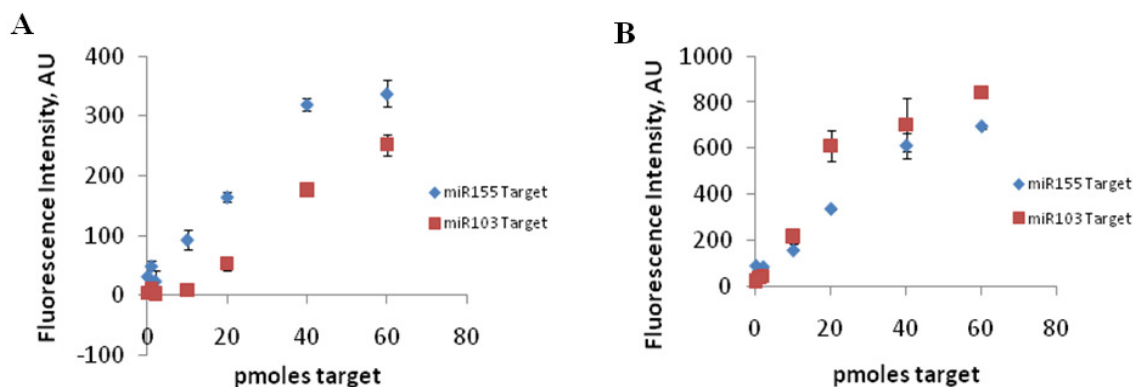 A
Fluorescence Intensity, AU
400
300
200
100
0
-100
0 20 40 60 80
pmoles target
miR155 Target
miR103 Target
B
Fluorescence Intensity, AU
1000
800
600
400
200
0
0 20 40 60 80
pmoles target
miR155 Target
miR103 Target